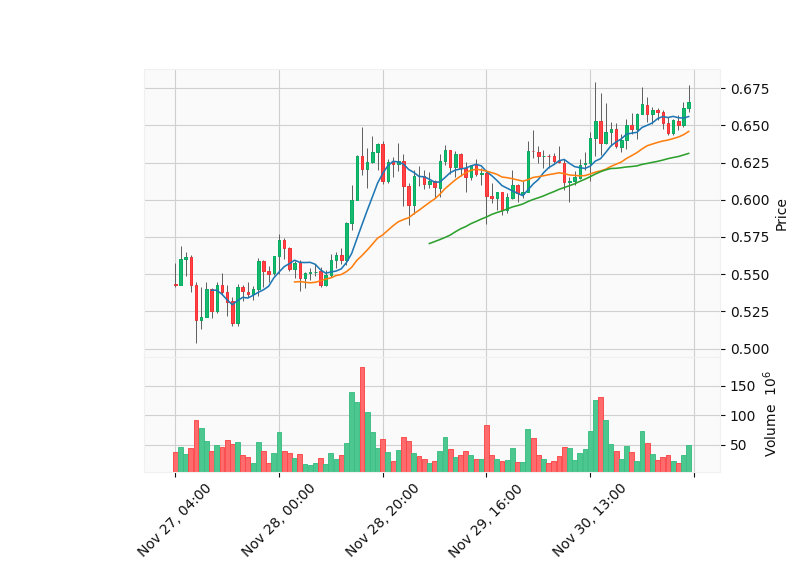 0.675
0.650
0.625
0.600
0.575
0.550
0.525
0.500
Price
150
100
50
Volume 10⁶
Nov 27, 04:00
Nov 28, 00:00
Nov 28, 20:00
Nov 29, 16:00
Nov 30, 13:00